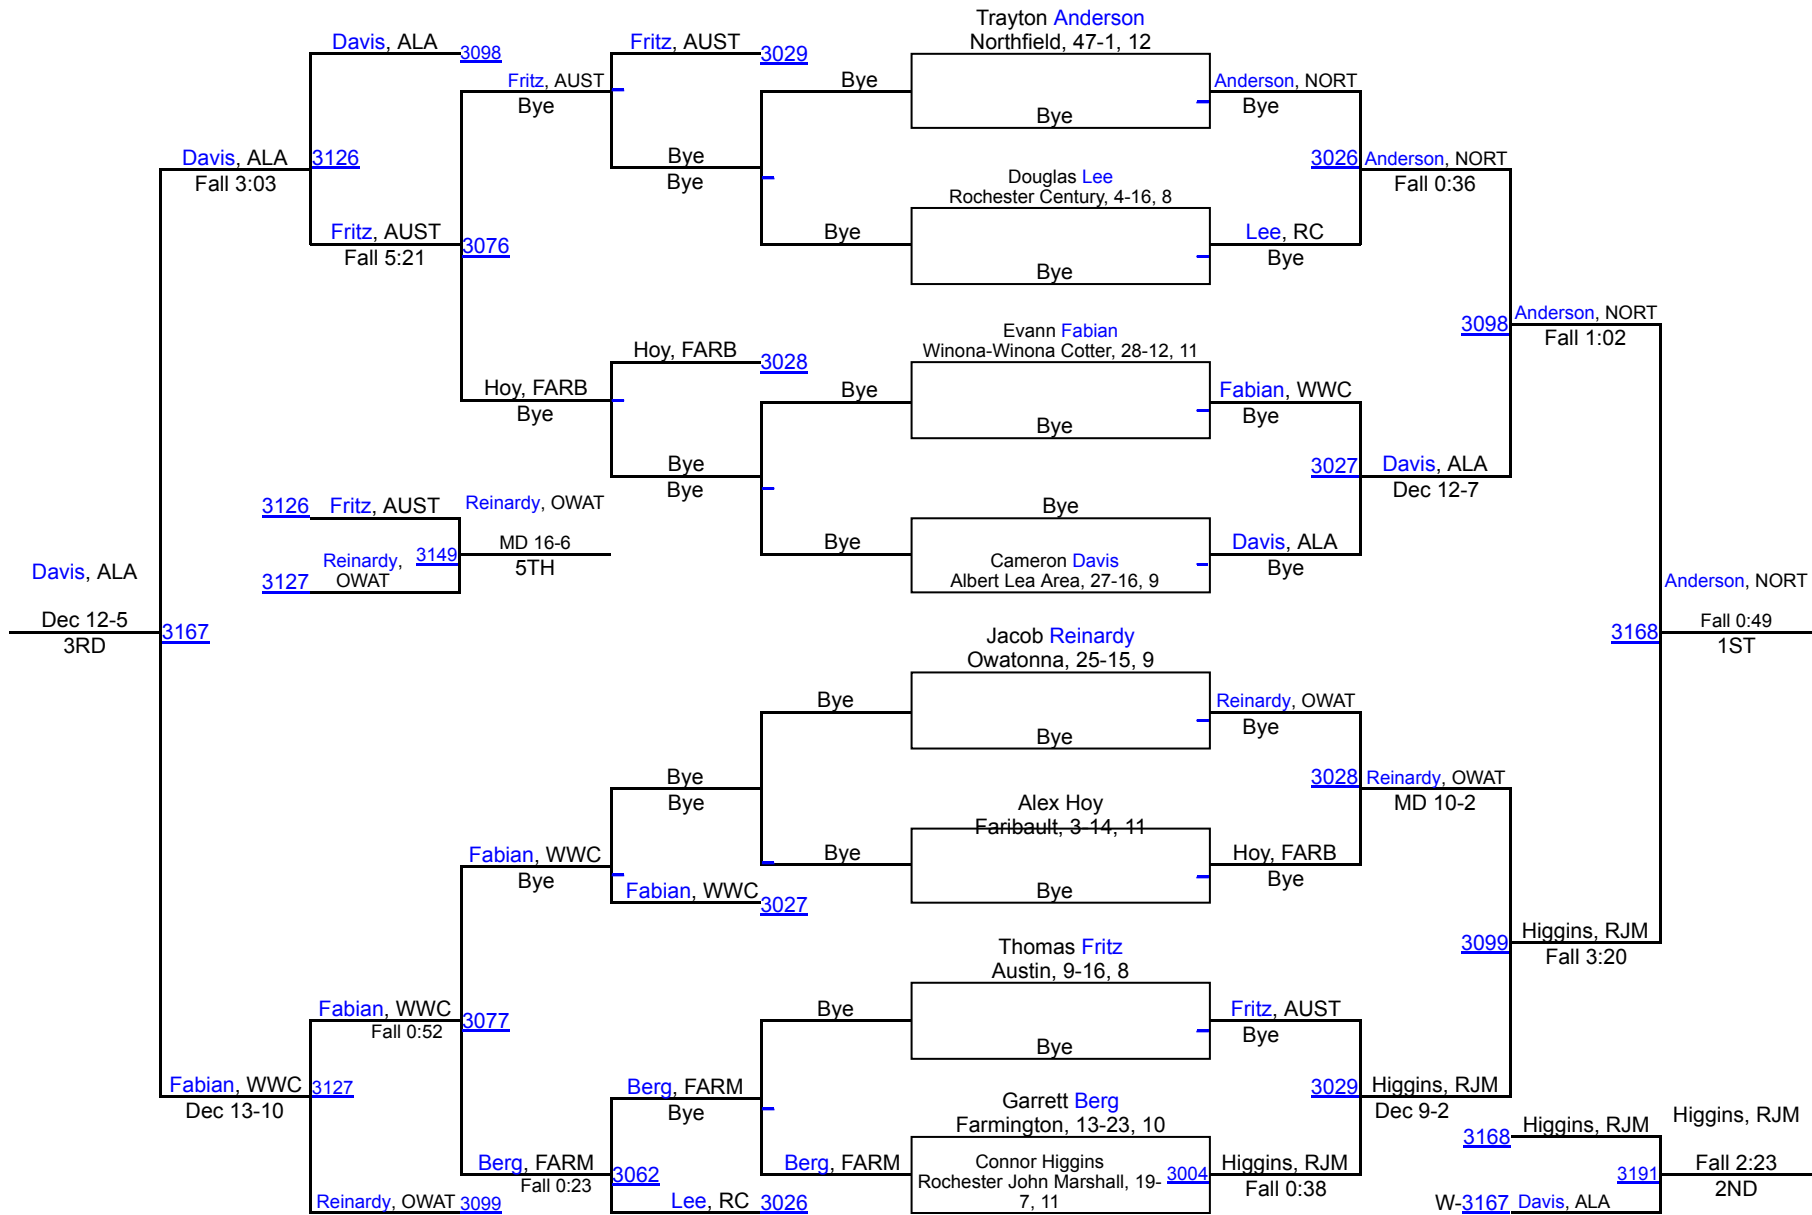 Trayton Anderson
Northfield, 47-1, 12
Bye
Bye
Anderson, NORT
Bye
Douglas Lee
Rochester Century, 4-16, 8
Bye
Bye
Lee, RC
Bye
3026
Anderson, NORT
Fall 0:36
Evann Fabian
Winona-Winona Cotter, 28-12, 11
Bye
Bye
Fabian, WWC
Bye
Bye
Bye
Cameron Davis
Albert Lea Area, 27-16, 9
Davis, ALA
Bye
3027
Davis, ALA
Dec 12-7
3098
Anderson, NORT
Fall 1:02
Jacob Reinardy
Owatonna, 25-15, 9
Bye
Bye
Reinardy, OWAT
Bye
Alex Hoy
Faribault, 3-14, 11
Bye
Bye
Hoy, FARB
Bye
3028
Reinardy, OWAT
MD 10-2
Thomas Fritz
Austin, 9-16, 8
Bye
Bye
Fritz, AUST
Bye
Garrett Berg
Farmington, 13-23, 10
Connor Higgins
Rochester John Marshall, 19-
7, 11
Berg, FARM
3004
Higgins, RJM
Fall 0:38
3029
Higgins, RJM
Dec 9-2
3099
Higgins, RJM
Fall 3:20
3168
Anderson, NORT
Fall 0:49
1ST
3168
Higgins, RJM
W-3167
Davis, ALA
3191
Higgins, RJM
Fall 2:23
2ND
Davis, ALA
3098
Fritz, AUST
3029
Bye
Bye
Fritz, AUST
Bye
Hoy, FARB
3028
Bye
Bye
Hoy, FARB
Bye
3076
Fritz, AUST
Fall 5:21
3126
Davis, ALA
Fall 3:03
3126
Fritz, AUST
3127
Reinardy,
OWAT
3149
Reinardy, OWAT
MD 16-6
5TH
Davis, ALA
Dec 12-5
3RD
3167
Bye
Bye
Fabian, WWC
3027
Fabian, WWC
Bye
Berg, FARM
Bye
Lee, RC
3026
3062
Berg, FARM
Fall 0:23
3077
Fabian, WWC
Fall 0:52
Reinardy, OWAT
3099
3127
Fabian, WWC
Dec 13-10